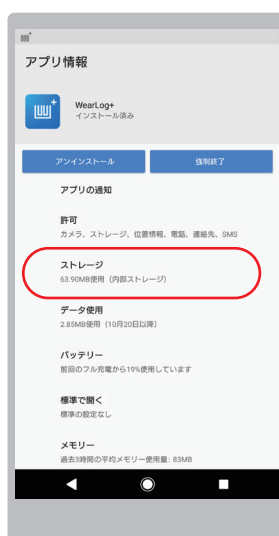 アプリ情報
WearLog+
インストール済み
アンインストール
強制終了
アプリの通知
許可
カメラ、ストレージ、位置情報、電話、連絡先、SMS
ストレージ
63.90MB使用（内部ストレージ）
データ使用
2.85MB使用（10月20日以降）
バッテリー
前回のフル充電から19%使用しています
標準で開く
標準の設定なし
メモリー
過去3時間の平均メモリー使用量: 83MB